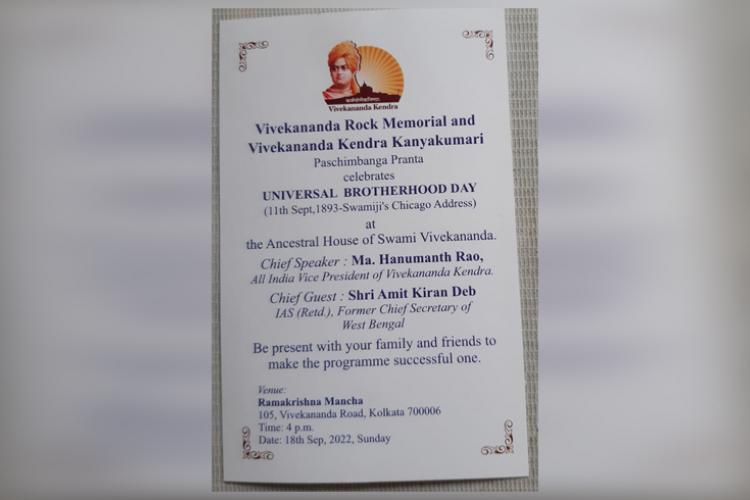 Vivekananda Kendra
Vivekananda Rock Memorial and
Vivekananda Kendra Kanyakumari
Paschimbanga Pranta
celebrates
UNIVERSAL BROTHERHOOD DAY
(11th Sept,1893-Swamiji's Chicago Address)
at
the Ancestral House of Swami Vivekananda.
Chief Speaker : Ma. Hanumanth Rao,
All India Vice President of Vivekananda Kendra.
Chief Guest : Shri Amit Kiran Deb
IAS (Retd.), Former Chief Secretary of
West Bengal
Be present with your family and friends to
make the programme successful one.
Venue:
Ramakrishna Mancha
105, Vivekananda Road, Kolkata 700006
Time: 4 p.m.
Date: 18th Sep, 2022, Sunday